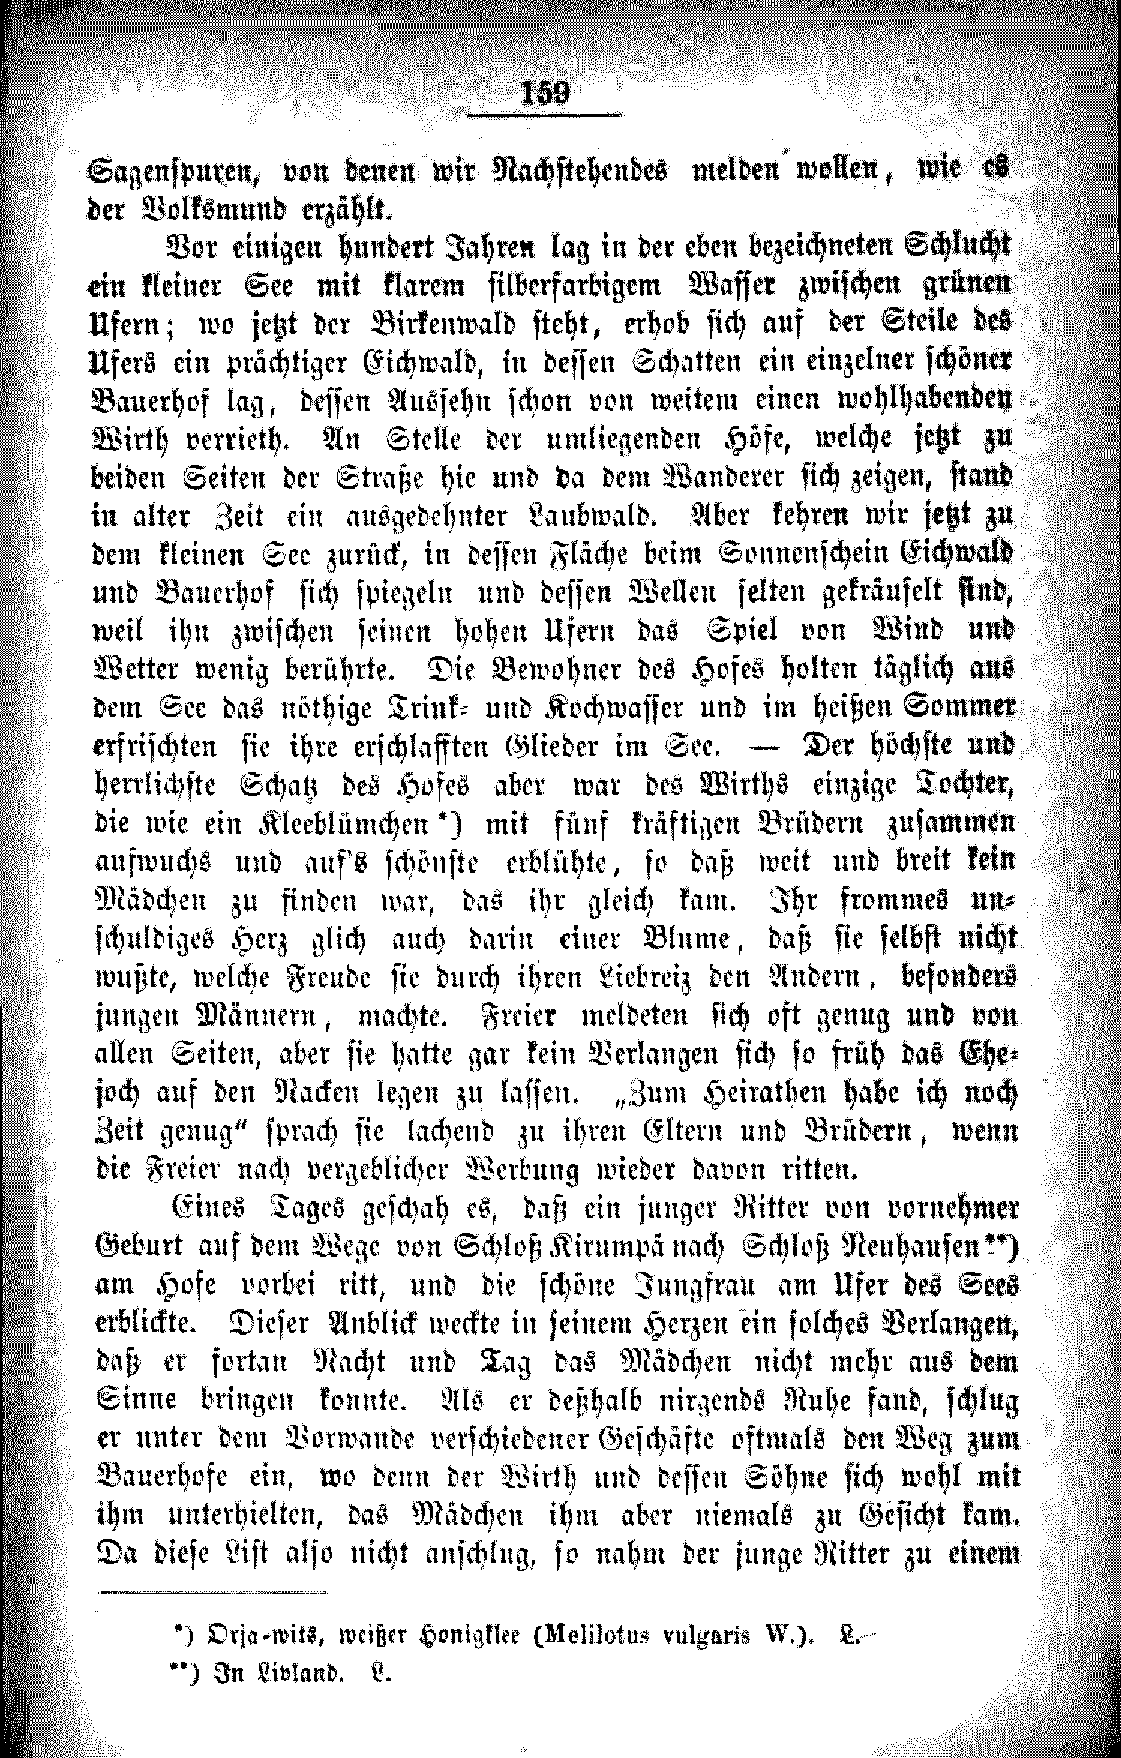 159
Sagenspuren, von denen wir Nachstehendes melden wollen, wie es
der Volksmund erzählt.
Vor einigen hundert Jahren lag in der eben bezeichneten Schlucht
ein kleiner See mit klarem silberfarbigem Wasser zwischen grünen
Ufern; wo jetzt der Birkenwald steht, erhob sich auf der Steile des
Ufers ein prächtiger Eichwald, in dessen Schatten ein einzelner schöner
Bauerhof lag, dessen Aussehn schon von weitem einen wohlhabenden
Wirth verrieth. An Stelle der umliegenden Höfe, welche jetzt zu
beiden Seiten der Straße hie und da dem Wanderer sich zeigen, stand
in alter Zeit ein ausgedehnter Laubwald. Aber kehren wir jetzt zu
dem kleinen See zurück, in dessen Fläche beim Sonnenschein Eichwald
und Bauerhof sich spiegeln und dessen Wellen selten gekräuselt sind,
weil ihn zwischen seinen hohen Ufern das Spiel von Wind und
Wetter wenig berührte. Die Bewohner des Hofes holten täglich aus
dem See das nöthige Trink- und Kochwasser und im heißen Sommer
erfrischten sie ihre erschlafften Glieder im See. — Der höchste und
herrlichste Schatz des Hofes aber war des Wirths einzige Tochter,
die wie ein Kleeblümchen*) mit fünf kräftigen Brüdern zusammen
aufwuchs und auf's schönste erblühte, so daß weit und breit kein
Mädchen zu finden war, das ihr gleich kam. Ihr frommes un-
schuldiges Herz glich auch darin einer Blume, daß sie selbst nicht
wußte, welche Freude sie durch ihren Liebreiz den Andern, besonders
jungen Männern, machte. Freier meldeten sich oft genug und von
allen Seiten, aber sie hatte gar kein Verlangen sich so früh das Ehe-
joch auf den Nacken legen zu lassen. „Zum Heirathen habe ich noch
Zeit genug“ sprach sie lachend zu ihren Eltern und Brüdern, wenn
die Freier nach vergeblicher Werbung wieder davon ritten.
Eines Tages geschah es, daß ein junger Ritter von vornehmer
Geburt auf dem Wege von Schloß Kirumpä nach Schloß Neuhausen**)
am Hofe vorbei ritt, und die schöne Jungfrau am Ufer des Sees
erblickte. Dieser Anblick weckte in seinem Herzen ein solches Verlangen,
daß er fortan Nacht und Tag das Mädchen nicht mehr aus dem
Sinne bringen konnte. Als er deßhalb nirgends Ruhe fand, schlug
er unter dem Vorwande verschiedener Geschäfte oftmals den Weg zum
Bauerhofe ein, wo denn der Wirth und dessen Söhne sich wohl mit
ihm unterhielten, das Mädchen ihm aber niemals zu Gesicht kam.
Da diese List also nicht anschlug, so nahm der junge Ritter zu einem
*) Orja-wits, weißer Honigklee (Melilotus vulgaris W.). L.
**) In Livland. L.